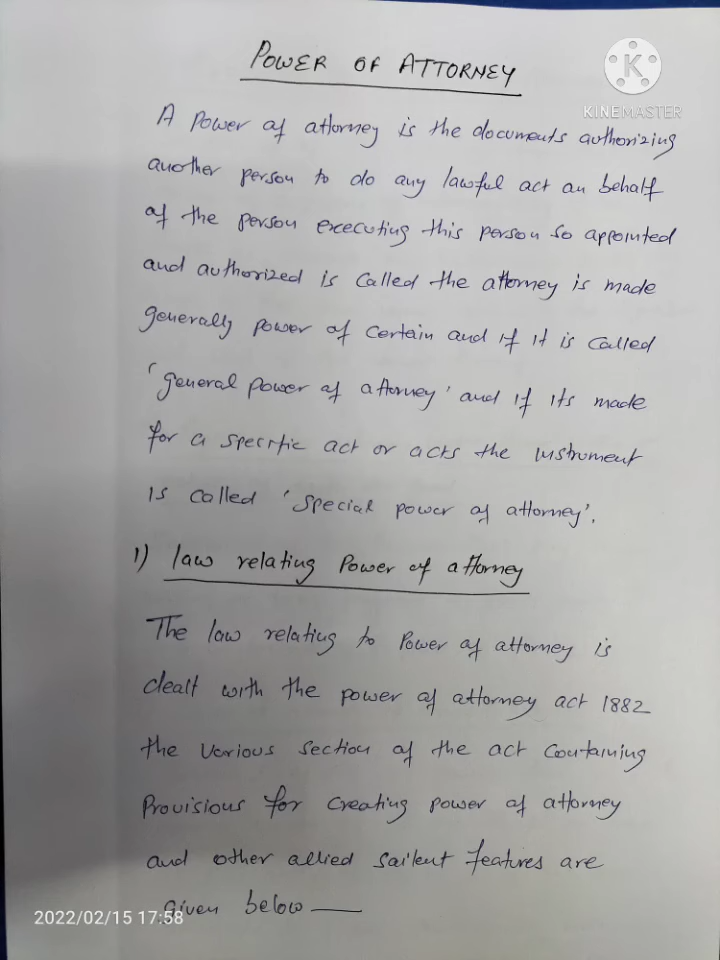 POWER OF ATTORNEY
K
KINEMASTER
A Power of attorney is the documents authorizing
another person to do any lawful act an behalf
of the person executing this person so appointed
and authorized is called the attorney is made
generally power of certain and if it is called
'general power of attorney' and if its made
for a specific act or acts the instrument
is called 'special power of attorney'.
1) law relating Power of attorney
The law relating to Power of attorney is
dealt with the power of attorney act 1882
the various section of the act containing
Provisions for creating power of attorney
and other allied sailent features are
given below —
2022/02/15 17:58